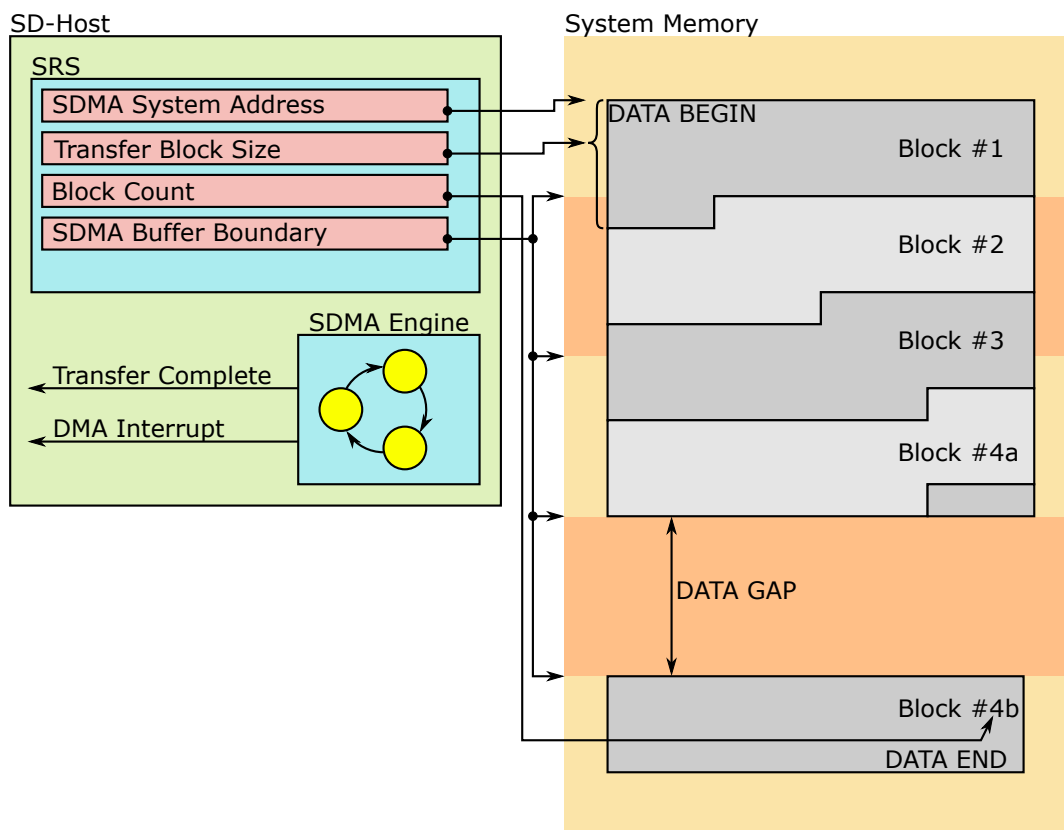 SD-Host
SRS
SDMA System Address
Transfer Block Size
Block Count
SDMA Buffer Boundary
SDMA Engine
Transfer Complete
DMA Interrupt
System Memory
DATA BEGIN
Block #1
Block #2
Block #3
Block #4a
DATA GAP
Block #4b
DATA END